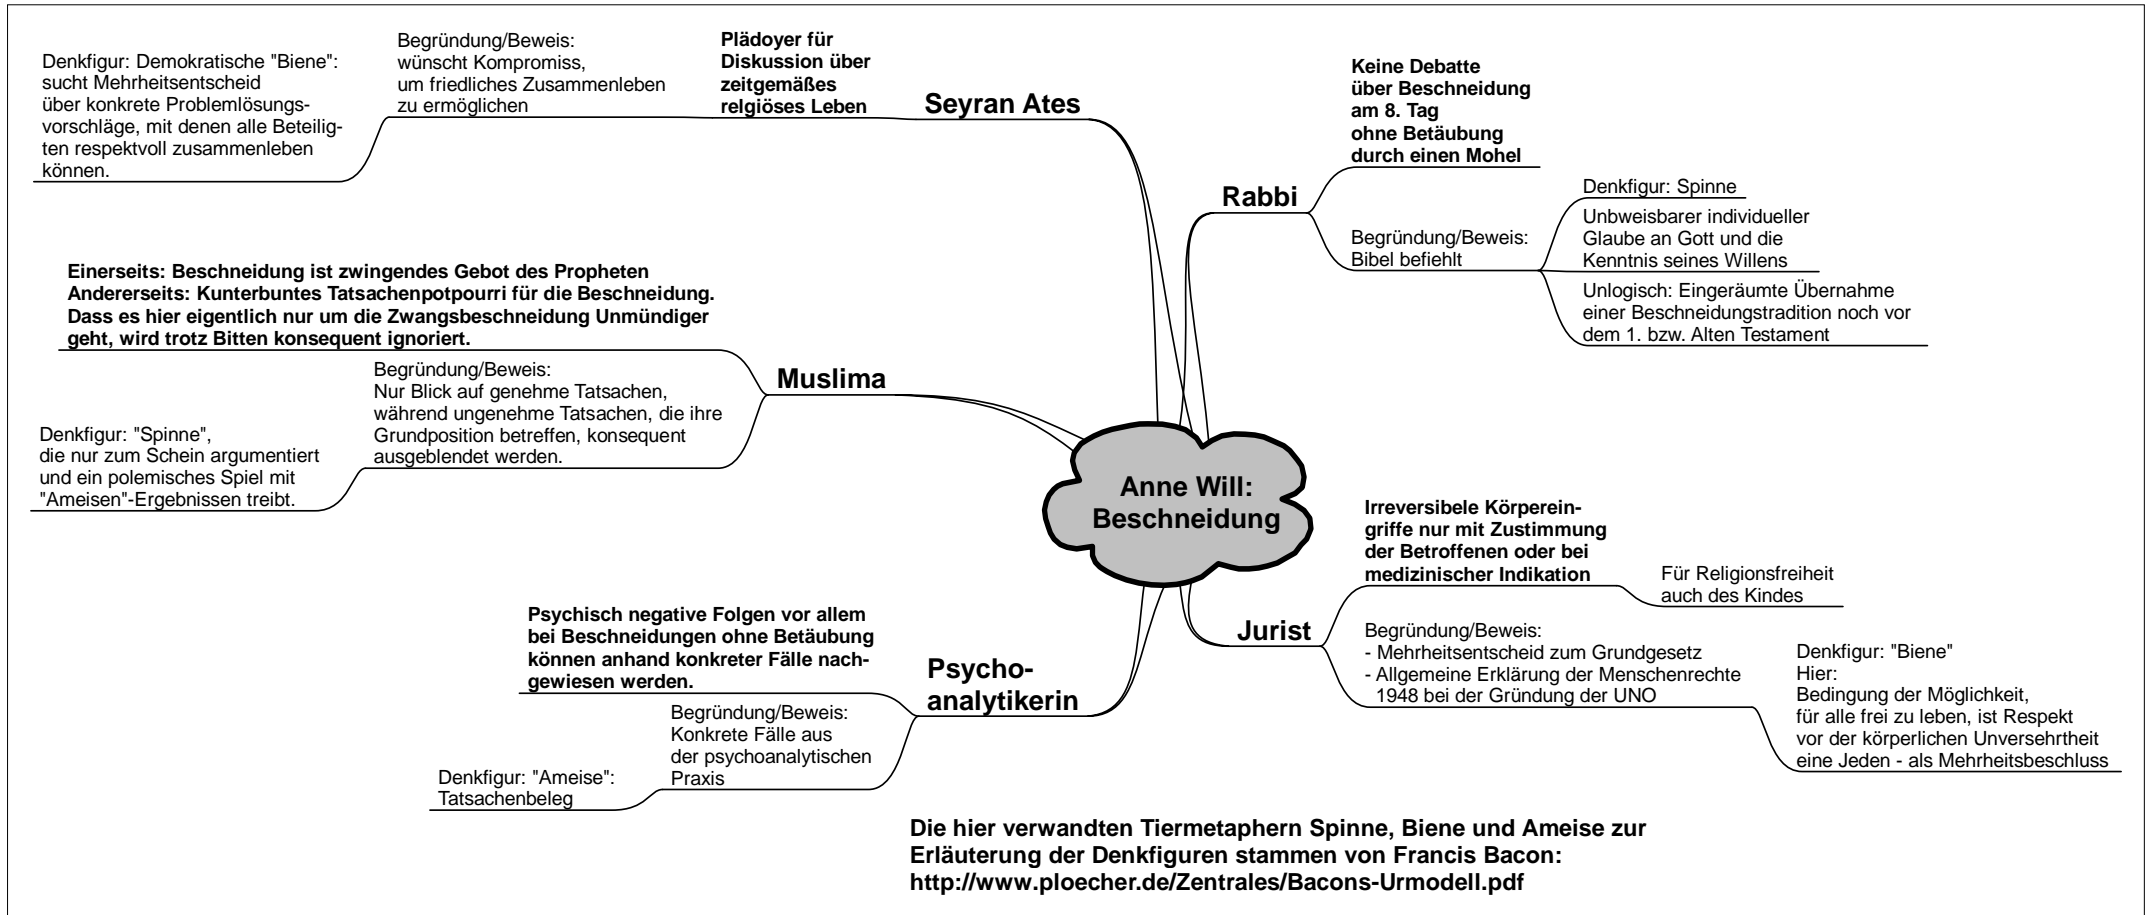 Denkfigur: Demokratische "Biene":
sucht Mehrheitsentscheid
über konkrete Problemlösungs-
vorschläge, mit denen alle Beteilig-
ten respektvoll zusammenleben
können.
Begründung/Beweis:
wünscht Kompromiss,
um friedliches Zusammenleben
zu ermöglichen
Plädoyer für
Diskussion über
zeitgemäßes
relgiöses Leben
Seyran Ates
Keine Debatte
über Beschneidung
am 8. Tag
ohne Betäubung
durch einen Mohel
Rabbi
Begründung/Beweis:
Bibel befiehlt
Denkfigur: Spinne
Unbweisbarer individueller
Glaube an Gott und die
Kenntnis seines Willens
Unlogisch: Eingeräumte Übernahme
einer Beschneidungstradition noch vor
dem 1. bzw. Alten Testament
Einerseits: Beschneidung ist zwingendes Gebot des Propheten
Andererseits: Kunterbuntes Tatsachenpotpourri für die Beschneidung.
Dass es hier eigentlich nur um die Zwangsbeschneidung Unmündiger
geht, wird trotz Bitten konsequent ignoriert.
Muslima
Begründung/Beweis:
Nur Blick auf genehme Tatsachen,
während ungenehme Tatsachen, die ihre
Grundposition betreffen, konsequent
ausgeblendet werden.
Denkfigur: "Spinne",
die nur zum Schein argumentiert
und ein polemisches Spiel mit
"Ameisen"-Ergebnissen treibt.
Anne Will:
Beschneidung
Irreversibele Körperein-
griffe nur mit Zustimmung
der Betroffenen oder bei
medizinischer Indikation
Für Religionsfreiheit
auch des Kindes
Jurist
Begründung/Beweis:
- Mehrheitsentscheid zum Grundgesetz
- Allgemeine Erklärung der Menschenrechte
1948 bei der Gründung der UNO
Denkfigur: "Biene"
Hier:
Bedingung der Möglichkeit,
für alle frei zu leben, ist Respekt
vor der körperlichen Unversehrtheit
eine Jeden - als Mehrheitsbeschluss
Psychisch negative Folgen vor allem
bei Beschneidungen ohne Betäubung
können anhand konkreter Fälle nach-
gewiesen werden.
Psycho-
analytikerin
Begründung/Beweis:
Konkrete Fälle aus
der psychoanalytischen
Praxis
Denkfigur: "Ameise":
Tatsachenbeleg
Die hier verwandten Tiermetaphern Spinne, Biene und Ameise zur
Erläuterung der Denkfiguren stammen von Francis Bacon:
http://www.ploecher.de/Zentrales/Bacons-Urmodell.pdf